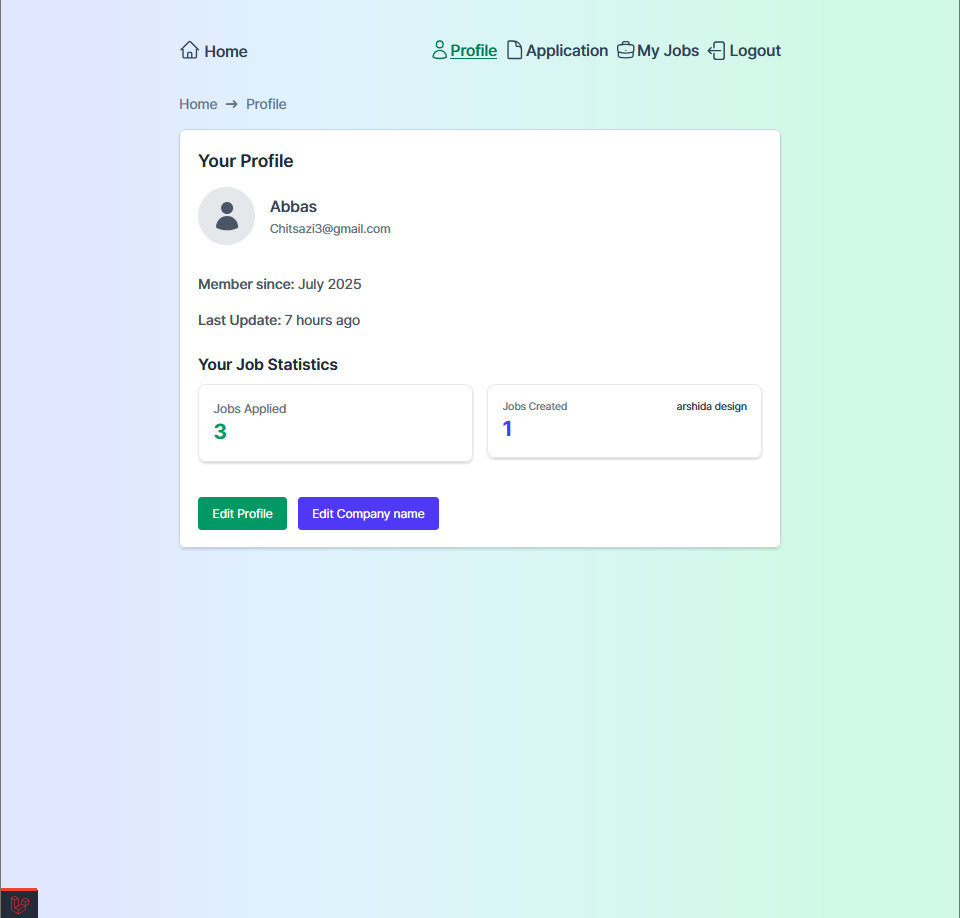 Home
Profile Application My Jobs Logout
Home → Profile
Your Profile
Abbas
Chitsazi3@gmail.com
Member since: July 2025
Last Update: 7 hours ago
Your Job Statistics
Jobs Applied
3
Jobs Created arshida design
1
Edit Profile Edit Company name